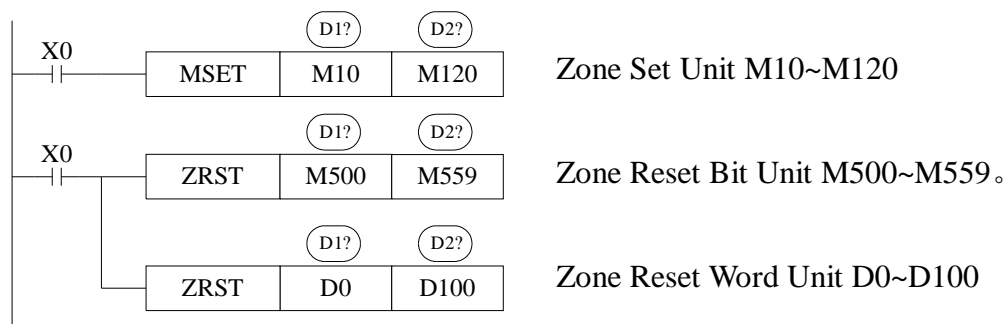 D1? D2?
X0
MSET M10 M120 Zone Set Unit M10~M120
D1? D2?
X0
ZRST M500 M559 Zone Reset Bit Unit M500~M559。
D1? D2?
ZRST D0 D100 Zone Reset Word Unit D0~D100